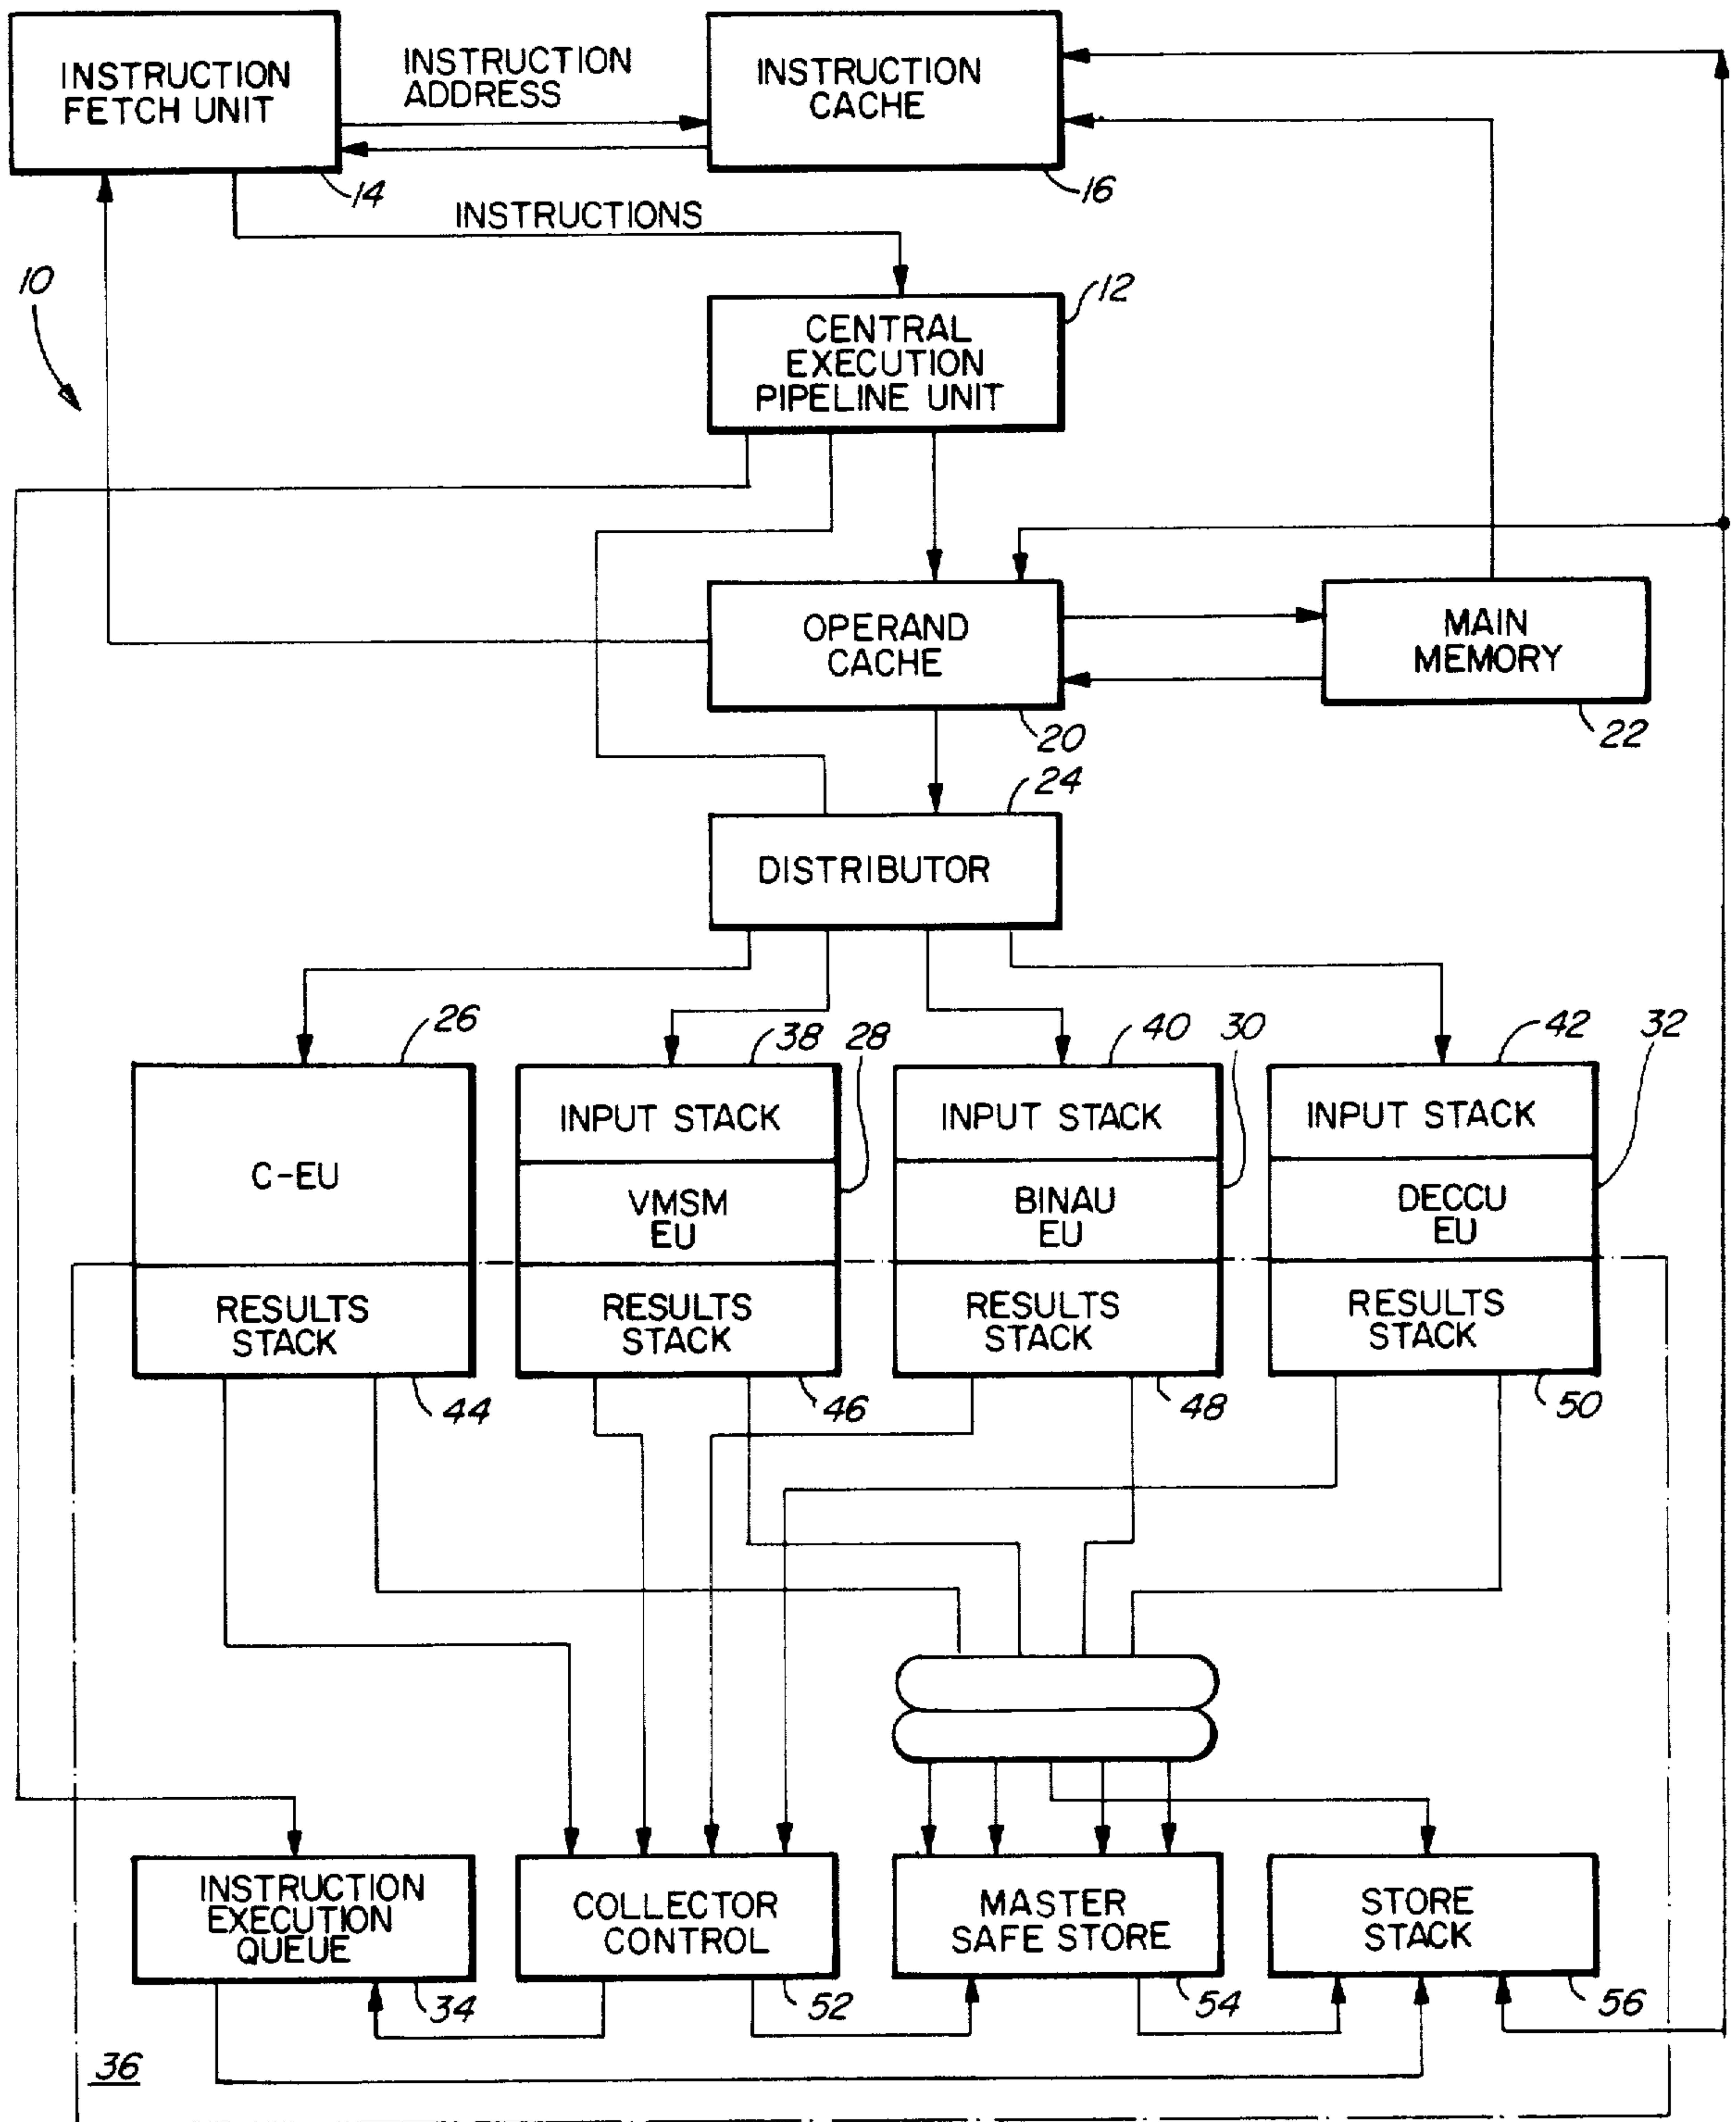 INSTRUCTION
FETCH UNIT
14
INSTRUCTION
ADDRESS
INSTRUCTION
CACHE
16
INSTRUCTIONS
10
12
CENTRAL
EXECUTION
PIPELINE UNIT
OPERAND
CACHE
20
MAIN
MEMORY
22
24
DISTRIBUTOR
26
C-EU
RESULTS
STACK
44
38
28
INPUT STACK
VMSM
EU
RESULTS
STACK
46
40
30
INPUT STACK
BINAU
EU
RESULTS
STACK
48
42
32
INPUT STACK
DECCU
EU
RESULTS
STACK
50
INSTRUCTION
EXECUTION
QUEUE
34
COLLECTOR
CONTROL
52
MASTER
SAFE STORE
54
STORE
STACK
56
36